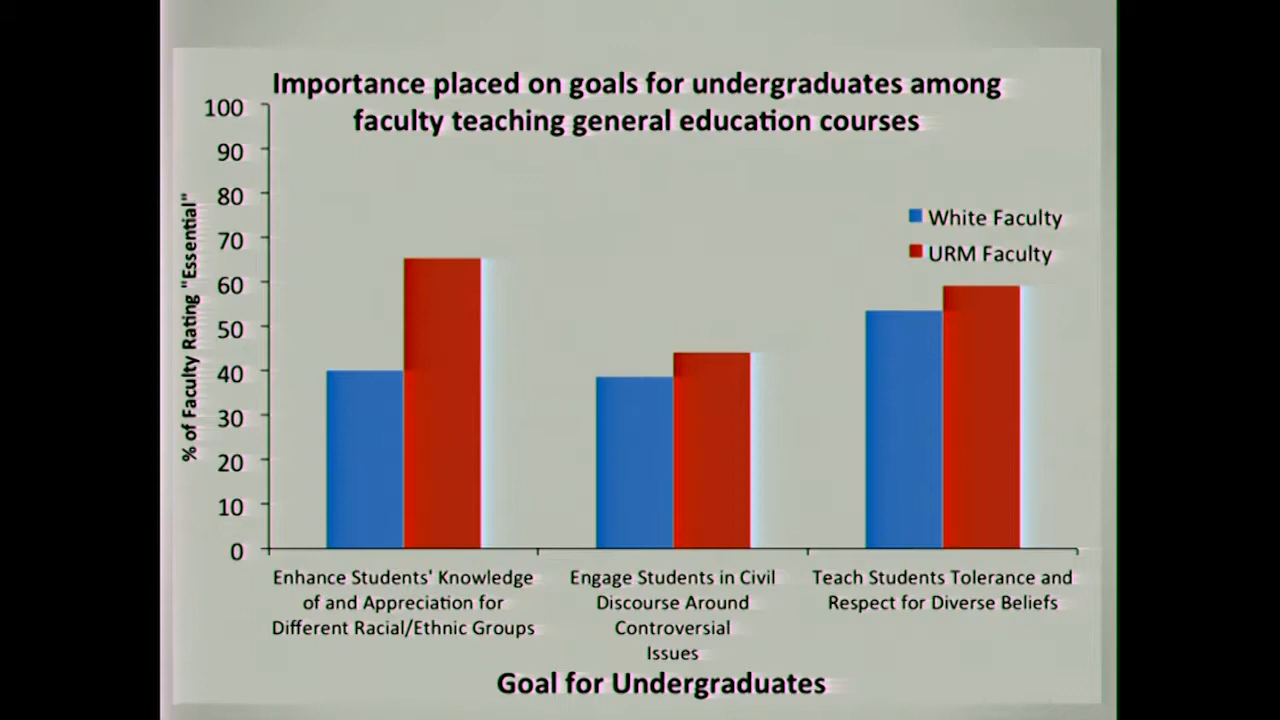 Importance placed on goals for undergraduates among
faculty teaching general education courses
100
90
80
70
60
50
40
30
20
10
0
% of Faculty Rating "Essential"
White Faculty
URM Faculty
Enhance Students' Knowledge
of and Appreciation for
Different Racial/Ethnic Groups
Engage Students in Civil
Discourse Around
Controversial
Issues
Teach Students Tolerance and
Respect for Diverse Beliefs
Goal for Undergraduates